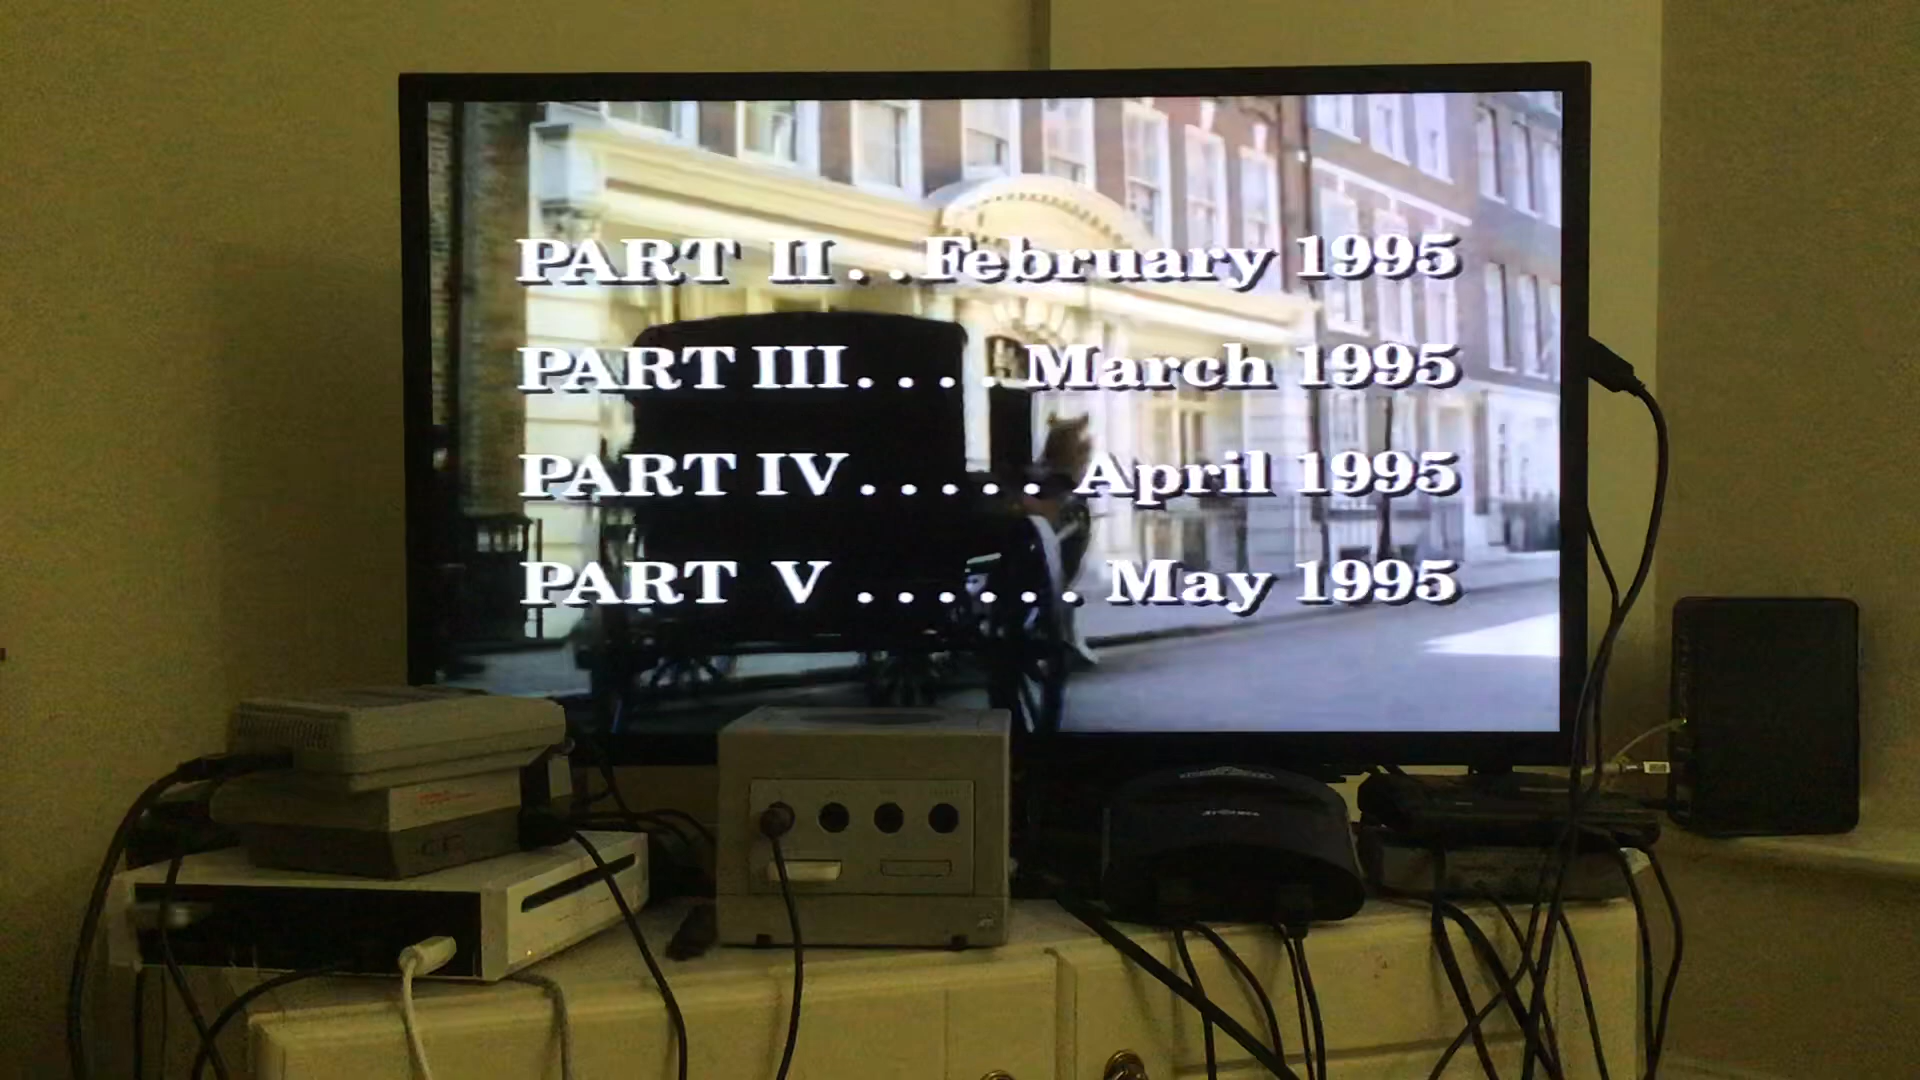 PART II . . February 1995
PART III . . . . . March 1995
PART IV . . . . . April 1995
PART V . . . . . . May 1995